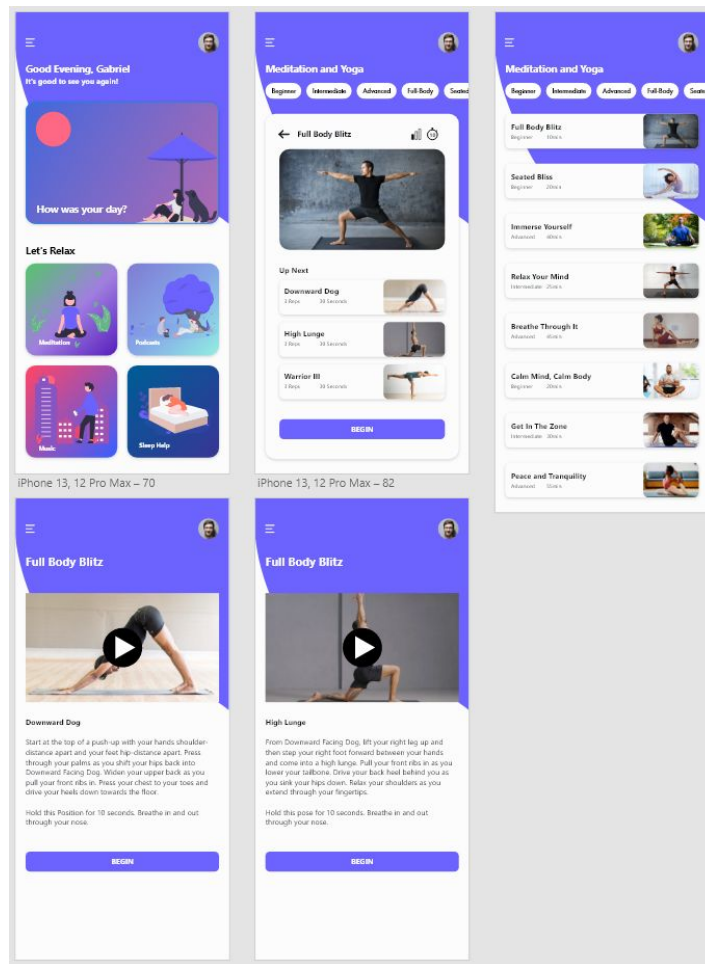 Good Evening, Gabriel
It's good to see you again!
How was your day?
Let's Relax
Meditation
Podcasts
Music
Sleep Help
iPhone 13, 12 Pro Max – 70
Meditation and Yoga
Beginner Intermediate Advanced Full-Body Seated
Full Body Blitz
10
Up Next
Downward Dog
2 Reps 30 Seconds
High Lunge
2 Reps 30 Seconds
Warrior III
30 Seconds
BEGIN
iPhone 13, 12 Pro Max – 82
Meditation and Yoga
Beginner Intermediate Advanced Full-Body Seate
Full Body Blitz
Beginner 10min
Seated Bliss
Beginner 20min
Immerse Yourself
Advanced
Relax Your Mind
Intermediate 25min
Breathe Through It
Advanced
Calm Mind, Calm Body
Beginner 20min
Get In The Zone
Intermediate
Peace and Tranquility
Advanced
Full Body Blitz
Downward Dog
Start at the top of a push-up with your hands shoulder-
distance apart and your feet hip-distance apart. Press
through your palms as you shift your hips back into
Downward Facing Dog. Widen your upper back as you
pull your front ribs in. Press your chest to your toes and
drive your heels down towards the floor.
Hold this Position for 10 seconds. Breathe in and out
through your nose.
BEGIN
Full Body Blitz
High Lunge
From Downward Facing Dog, lift your right leg up and
then step your right foot forward between your hands
and come into a high lunge. Pull your front ribs in as you
lower your tailbone. Drive your back heel behind you as
you sink your hips down. Relax your shoulders as you
extend through your fingertips.
Hold this pose for 10 seconds. Breathe in and out
through your nose.
BEGIN